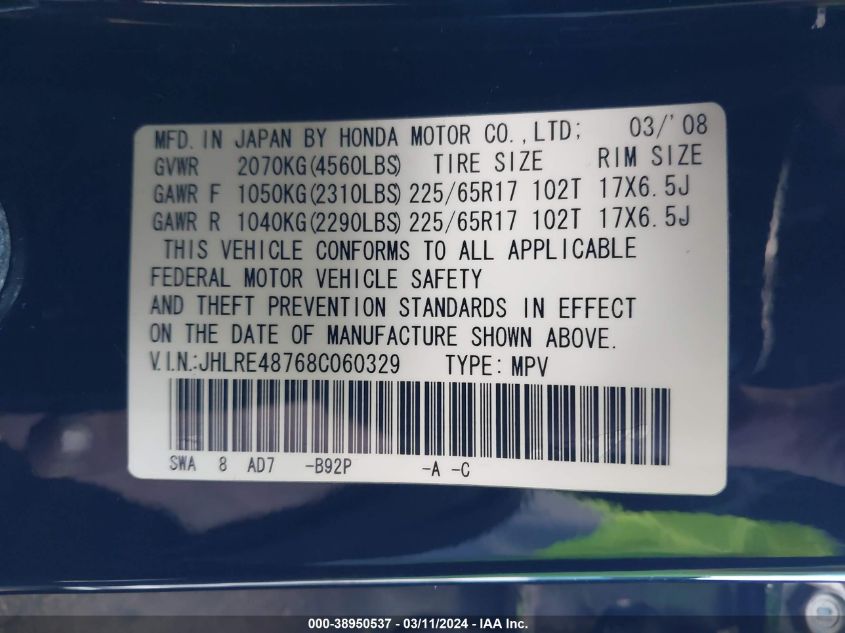 MFD. IN JAPAN BY HONDA MOTOR CO., LTD; 03/'08
GVWR 2070KG(4560LBS) TIRE SIZE RIM SIZE
GAWR F 1050KG(2310LBS) 225/65R17 102T 17X6.5J
GAWR R 1040KG(2290LBS) 225/65R17 102T 17X6.5J
THIS VEHICLE CONFORMS TO ALL APPLICABLE
FEDERAL MOTOR VEHICLE SAFETY
AND THEFT PREVENTION STANDARDS IN EFFECT
ON THE DATE OF MANUFACTURE SHOWN ABOVE.
V.I.N.:JHLRE48768C060329 TYPE: MPV
SWA 8 AD7 -B92P -A -C
000-38950537 - 03/11/2024 - IAA Inc.